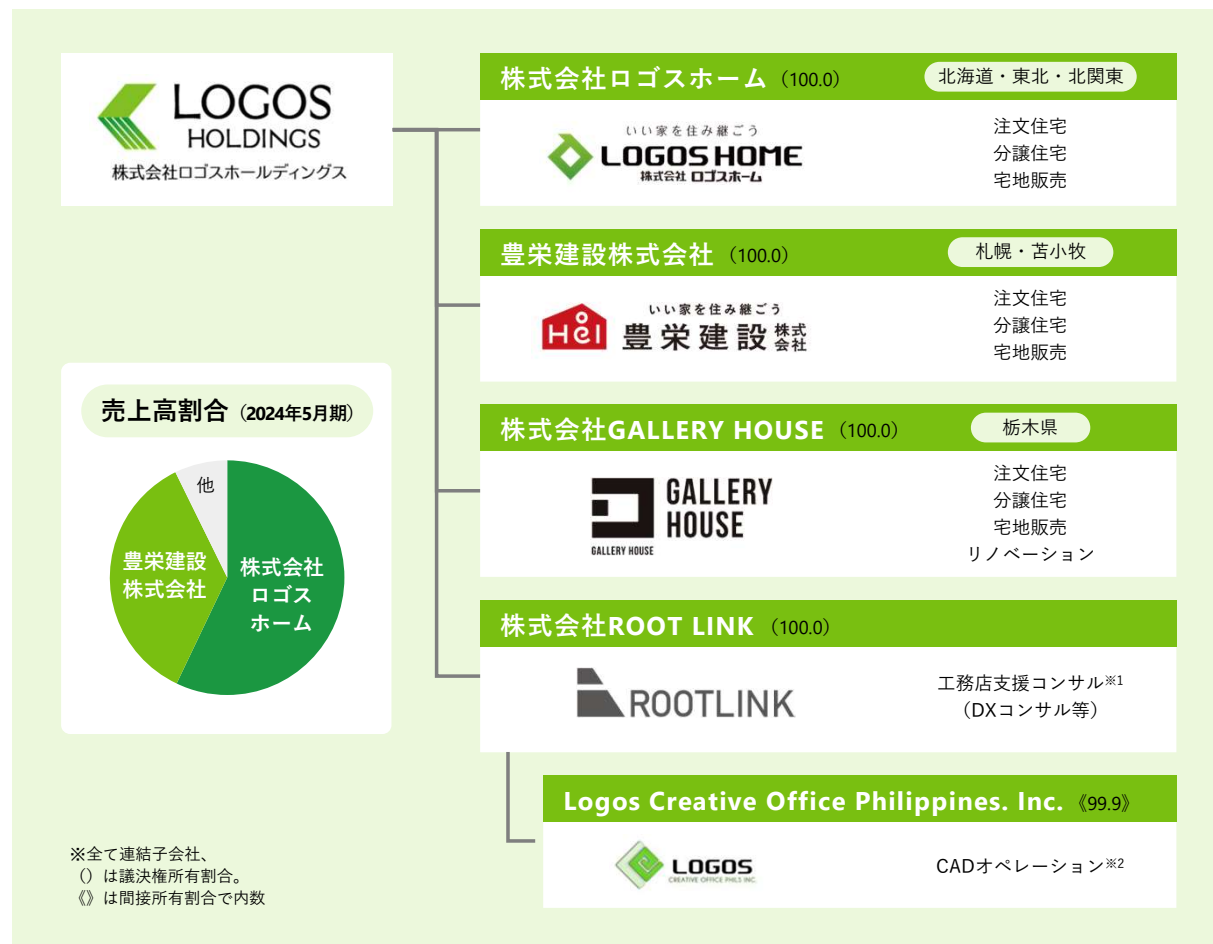 LOGOS
HOLDINGS
株式会社ロゴスホールディングス
株式会社ロゴスホーム（100.0）
北海道・東北・北関東
いい家を住み継ごう
LOGOS HOME
株式会社 ロゴスホーム
注文住宅
分譲住宅
宅地販売
豊栄建設株式会社（100.0）
札幌・苫小牧
Hel
いい家を住み継ごう
豊栄建設株式会社
注文住宅
分譲住宅
宅地販売
株式会社GALLERY HOUSE（100.0）
栃木県
GALLERY
HOUSE
GALLERY HOUSE
注文住宅
分譲住宅
宅地販売
リノベーション
株式会社ROOT LINK（100.0）
ROOTLINK
工務店支援コンサル※1
（DXコンサル等）
Logos Creative Office Philippines. Inc.《99.9》
LOGOS
CREATIVE OFFICE PHILS INC.
CADオペレーション※2
売上高割合（2024年5月期）
他
豊栄建設
株式会社
株式会社
ロゴス
ホーム
※全て連結子会社、
（）は議決権所有割合。
《》は間接所有割合で内数